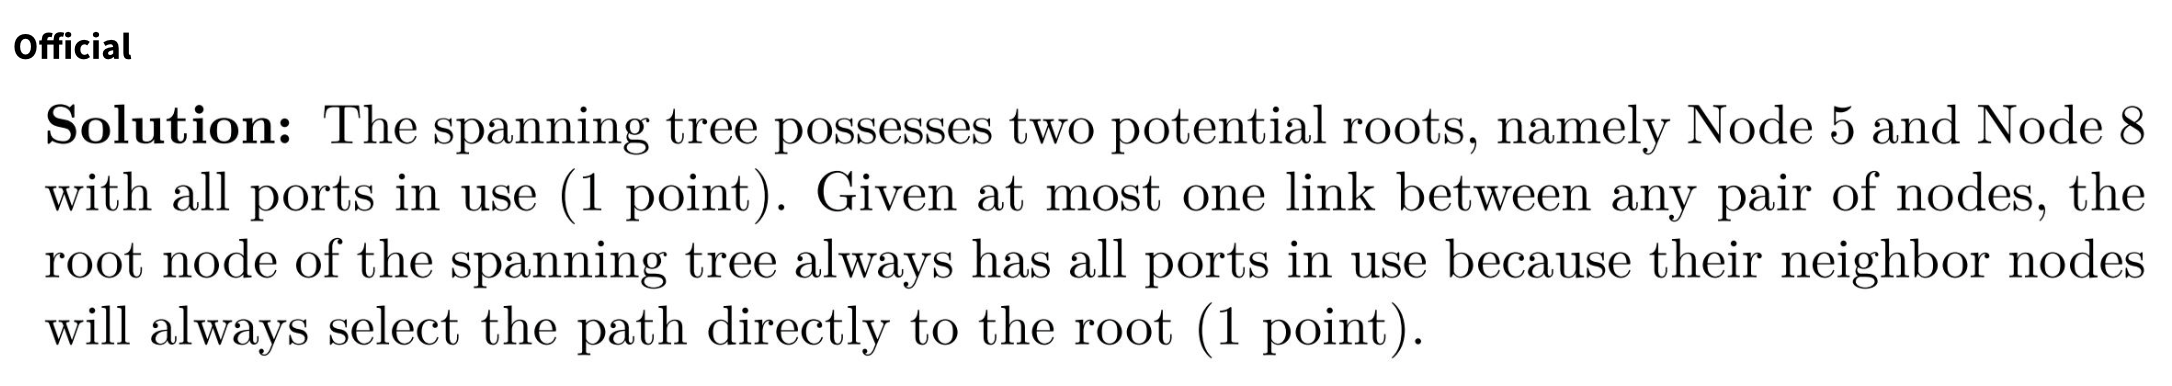 Official
Solution: The spanning tree possesses two potential roots, namely Node 5 and Node 8
with all ports in use (1 point). Given at most one link between any pair of nodes, the
root node of the spanning tree always has all ports in use because their neighbor nodes
will always select the path directly to the root (1 point).